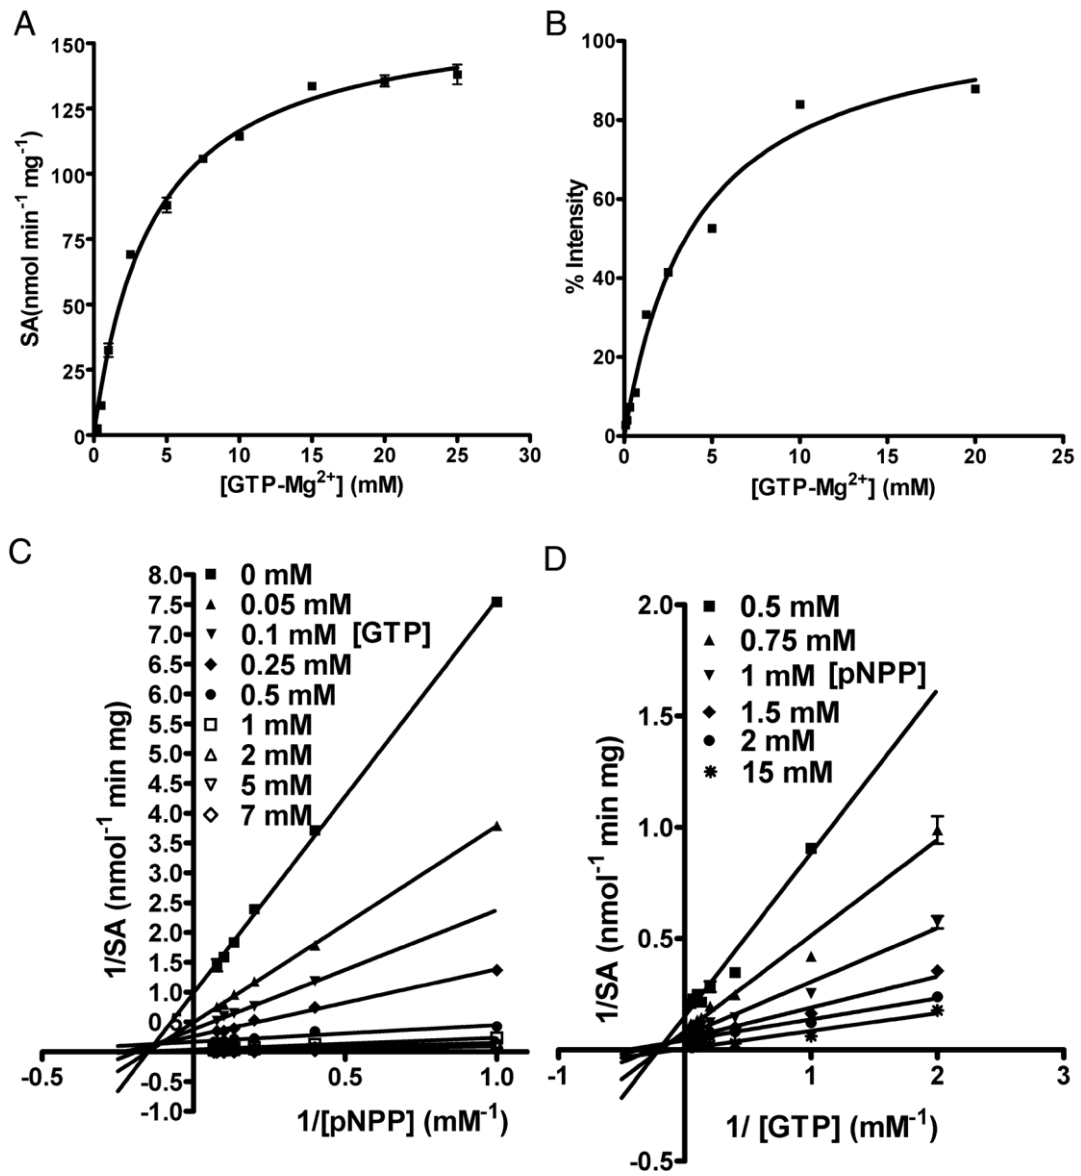 A
SA(nmol min⁻¹ mg⁻¹)
150
125
100
75
50
25
0
0 5 10 15 20 25 30
[GTP-Mg²⁺] (mM)
B
% Intensity
100
80
60
40
20
0
0 5 10 15 20 25
[GTP-Mg²⁺] (mM)
C
1/SA (nmol⁻¹ min mg)
8.0
7.5
7.0
6.5
6.0
5.5
5.0
4.5
4.0
3.5
3.0
2.5
2.0
1.5
1.0
0.5
-0.5
-1.0
0 mM
0.05 mM
0.1 mM [GTP]
0.25 mM
0.5 mM
1 mM
2 mM
5 mM
7 mM
-0.5 0.5 1.0
1/[pNPP] (mM⁻¹)
D
1/SA (nmol⁻¹ min mg)
2.0
1.5
1.0
0.5
-0.5
0.5 mM
0.75 mM
1 mM [pNPP]
1.5 mM
2 mM
15 mM
-1 1 2 3
1/ [GTP] (mM⁻¹)